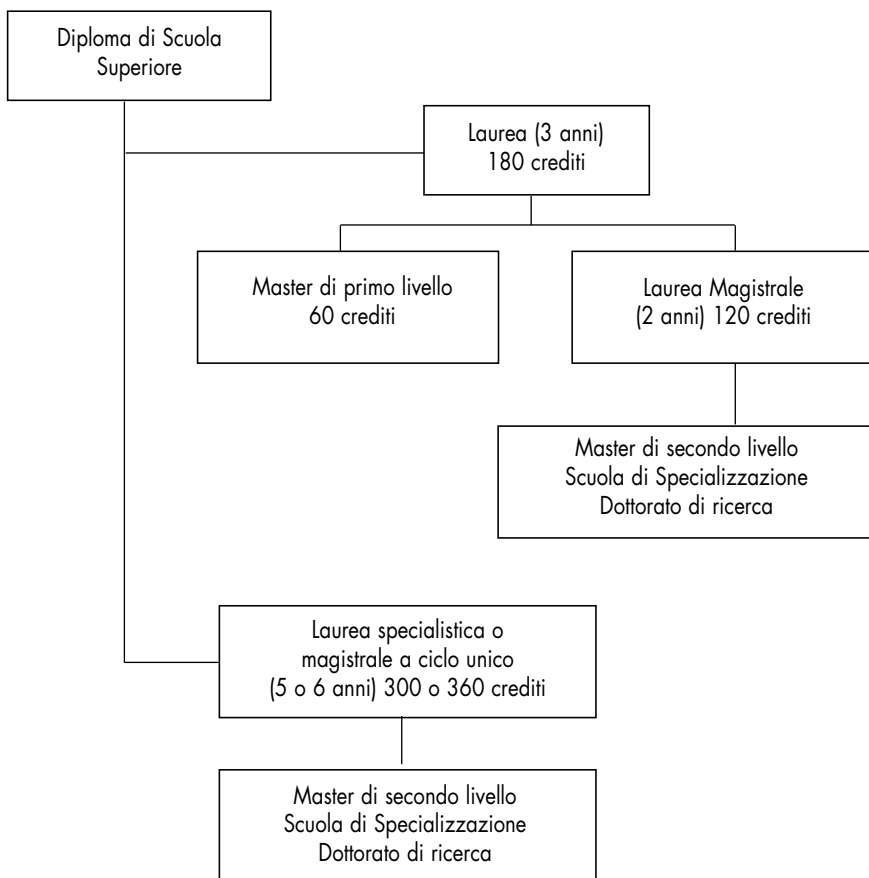 Diploma di Scuola
Superiore
Laurea (3 anni)
180 crediti
Master di primo livello
60 crediti
Laurea Magistrale
(2 anni) 120 crediti
Master di secondo livello
Scuola di Specializzazione
Dottorato di ricerca
Laurea specialistica o
magistrale a ciclo unico
(5 o 6 anni) 300 o 360 crediti
Master di secondo livello
Scuola di Specializzazione
Dottorato di ricerca